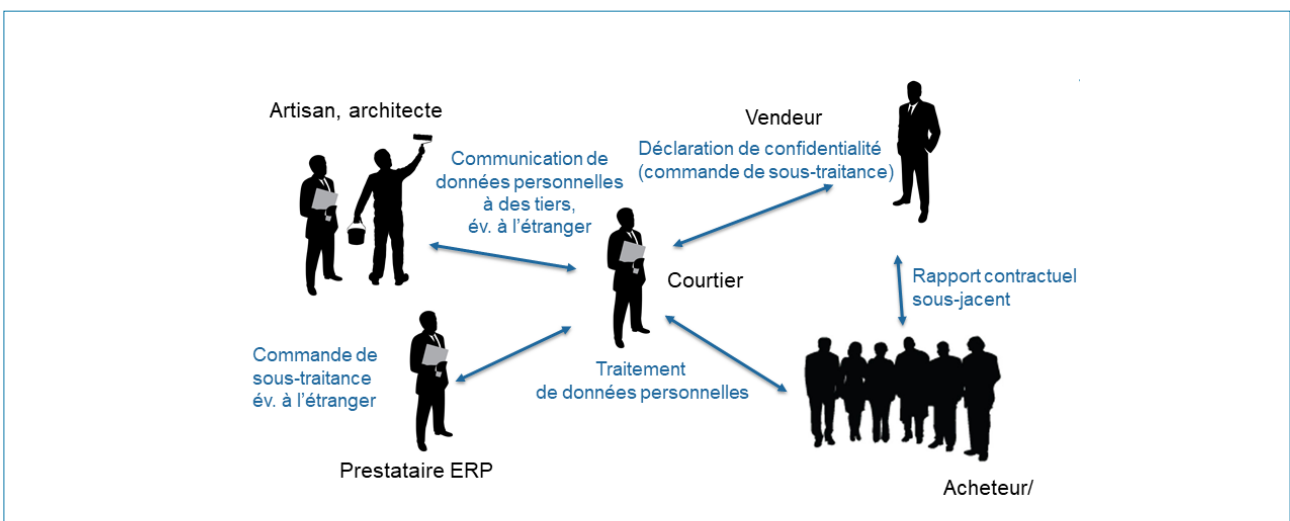 Artisan, architecte
Communication de
données personnelles
à des tiers,
év. à l'étranger
Vendeur
Déclaration de confidentialité
(commande de sous-traitance)
Courtier
Rapport contractuel
sous-jacent
Commande de
sous-traitance
év. à l'étranger
Traitement
de données personnelles
Prestataire ERP
Acheteur/